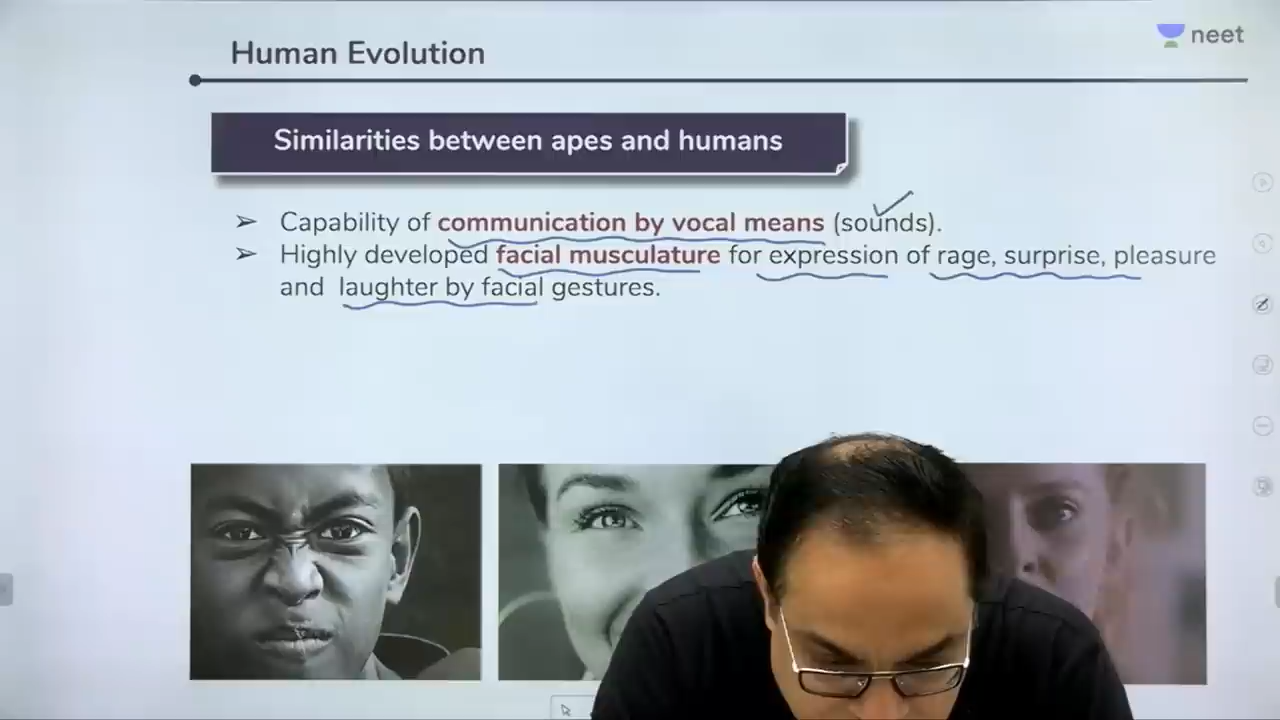 neet
Human Evolution
Similarities between apes and humans
➢ Capability of communication by vocal means (sounds).
➢ Highly developed facial musculature for expression of rage, surprise, pleasure
and laughter by facial gestures.